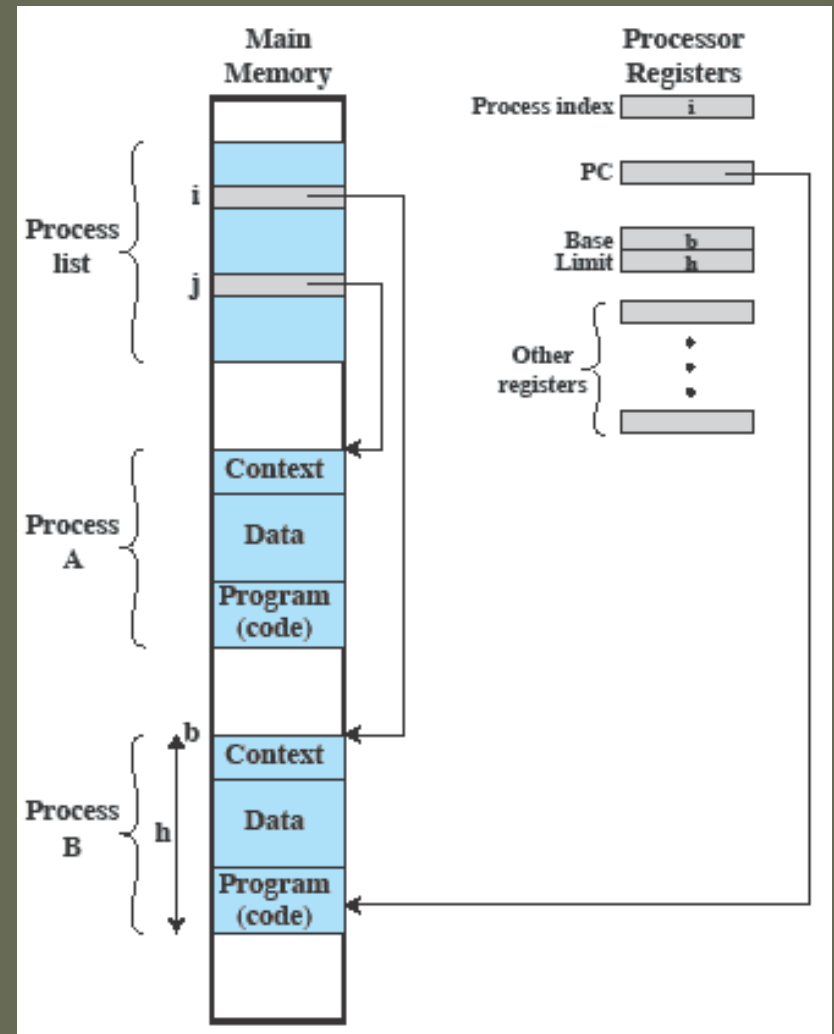 Main
Memory
Processor
Registers
Process index
i
PC
Base
b
Limit
h
Other
registers
Process
list
i
j
Process
A
Context
Data
Program
(code)
Process
B
b
h
Context
Data
Program
(code)